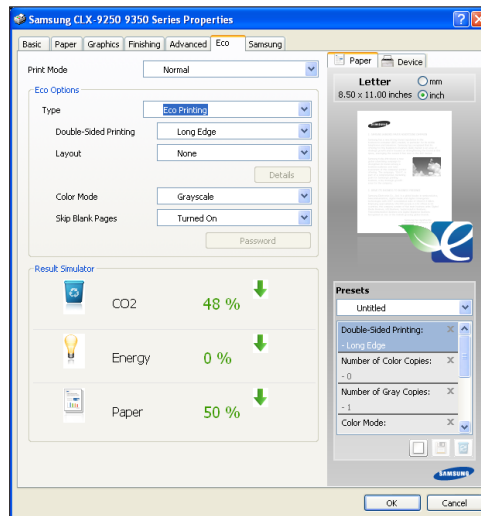 Samsung CLX-9250 9350 Series Properties
Basic Paper Graphics Finishing Advanced Eco Samsung
Print Mode Normal
Eco Options
Type Eco Printing
Double-Sided Printing Long Edge
Layout None
Details
Color Mode Grayscale
Skip Blank Pages Turned On
Password
Result Simulator
CO2 48 %
Energy 0 %
Paper 50 %
Paper Device
Letter mm
8.50 x 11.00 inches inch
Presets
Untitled
Double-Sided Printing:
- Long Edge
Number of Color Copies:
- 0
Number of Gray Copies:
- 1
Color Mode:
SAMSUNG
OK Cancel